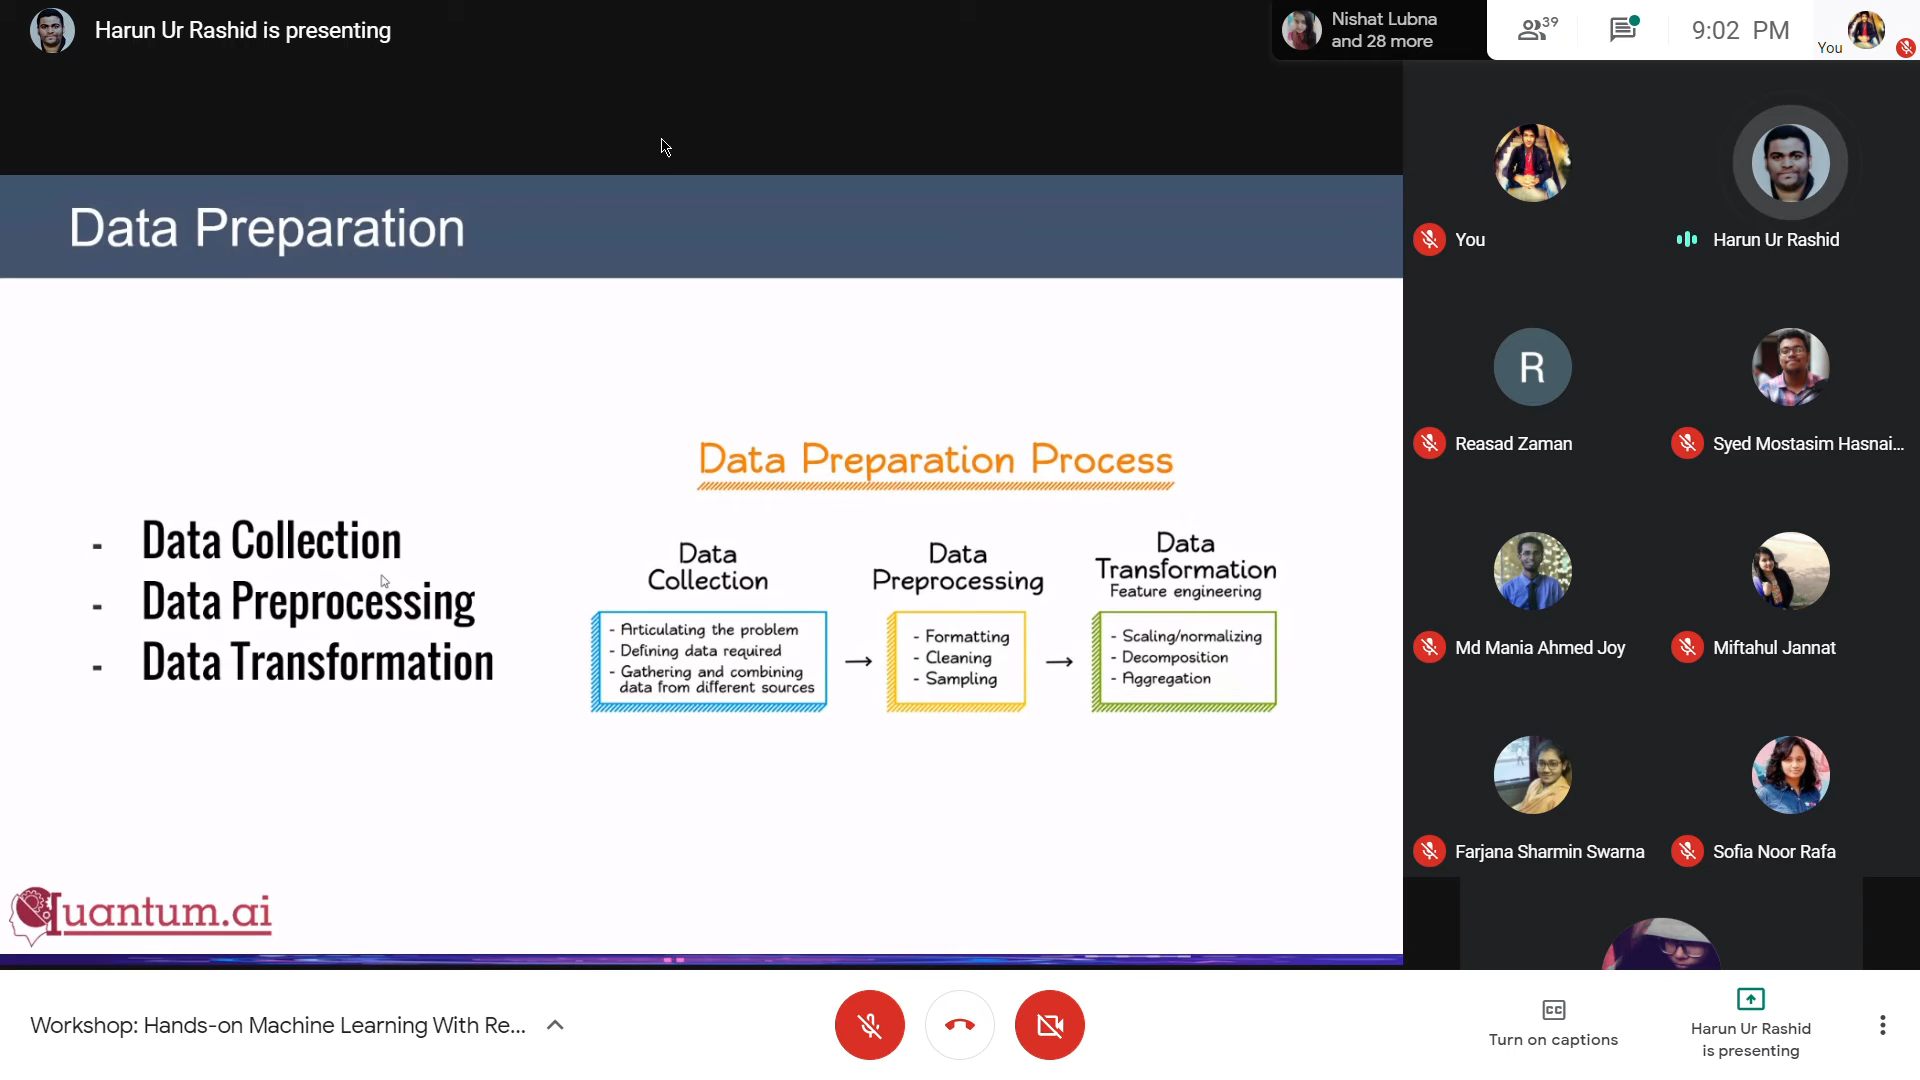 Harun Ur Rashid is presenting
Nishat Lubna
and 28 more
39
9:02 PM
You
Data Preparation
- Data Collection
- Data Preprocessing
- Data Transformation
Data Preparation Process
Data
Collection
- Articulating the problem
- Defining data required
- Gathering and combining
data from different sources
Data
Preprocessing
- Formatting
- Cleaning
- Sampling
Data
Transformation
Feature engineering
- Scaling/normalizing
- Decomposition
- Aggregation
Quantum.ai
You
Harun Ur Rashid
R
Reasad Zaman
Syed Mostasim Hasnai...
Md Mania Ahmed Joy
Miftahul Jannat
Farjana Sharmin Swarna
Sofia Noor Rafa
Workshop: Hands-on Machine Learning With Re...
CC
Turn on captions
Harun Ur Rashid
is presenting